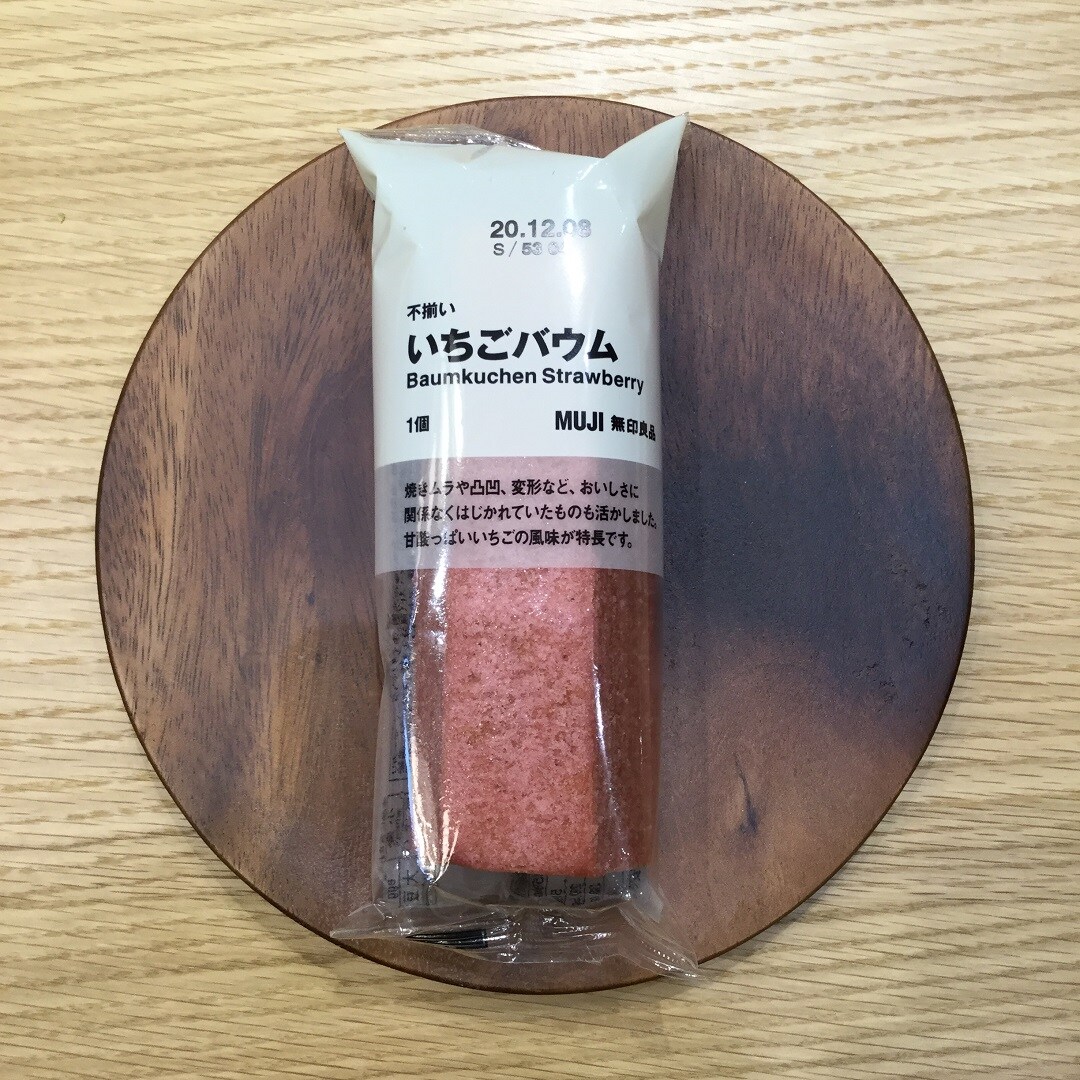 20.12.08
S / 53
不揃い
いちごバウム
Baumkuchen Strawberry
1個 MUJI 無印良品
焼きムラや凸凹、変形など、おいしさに
関係なくはじかれていたものも活かしました。
甘酸っぱいいちごの風味が特長です。